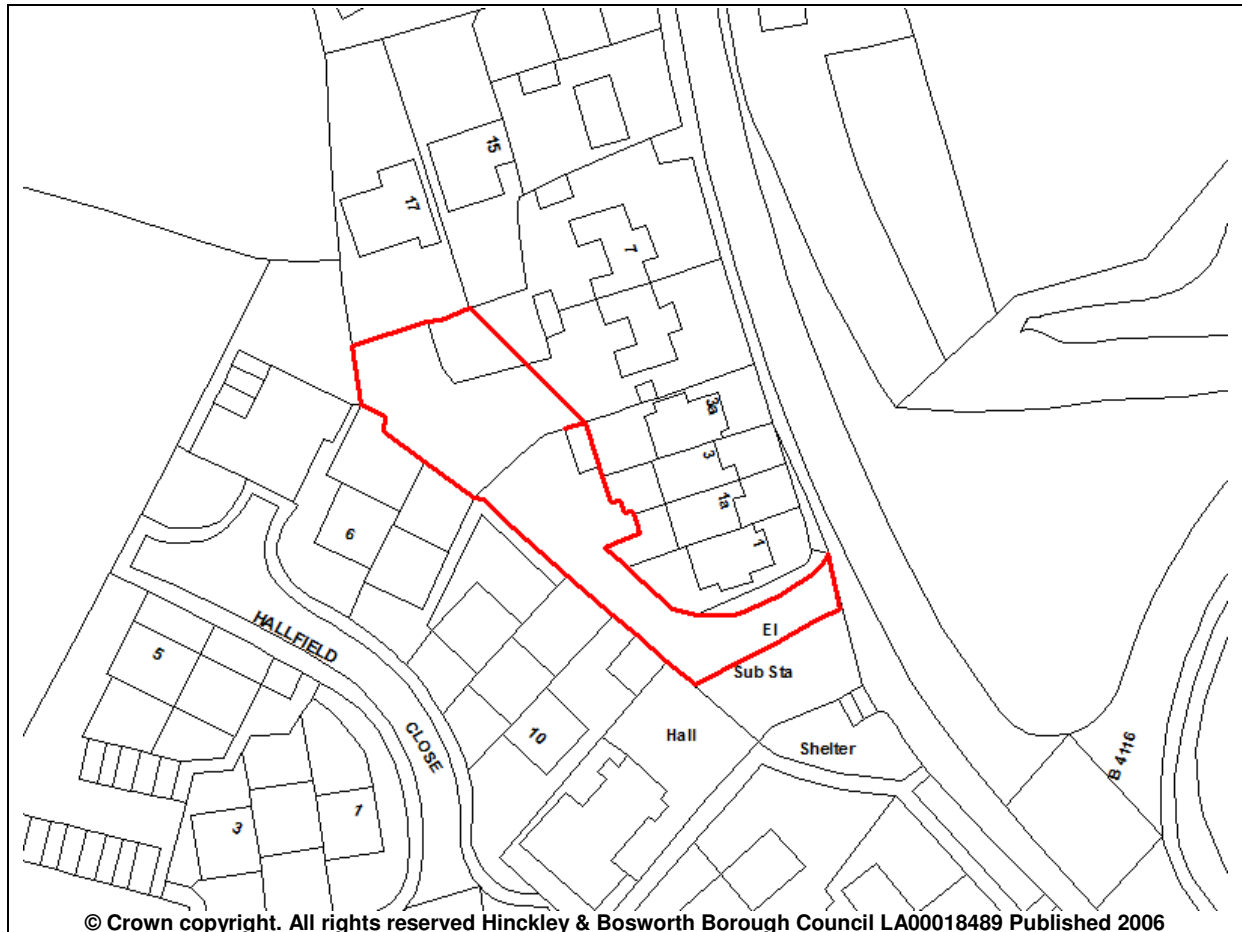 15
17
7
3a
3
1a
1
6
El
Sub Sta
HALLFIELD
CLOSE
5
10
Hall
Shelter
B 4116
3
1
© Crown copyright. All rights reserved Hinckley & Bosworth Borough Council LA00018489 Published 2006